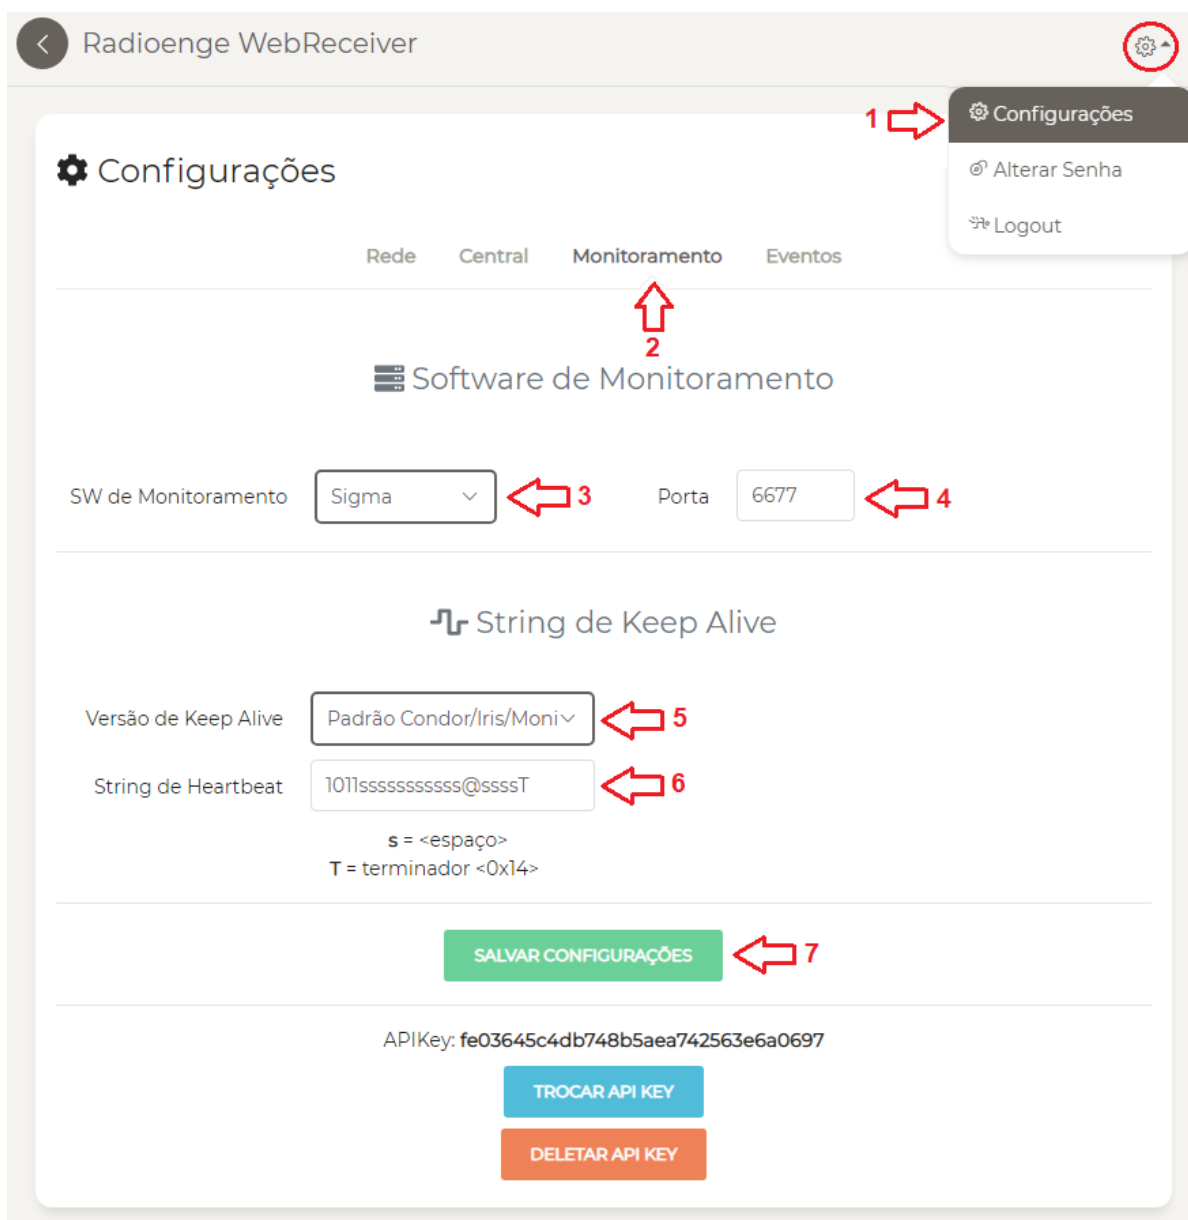 Radioenge WebReceiver
1
Configurações
Alterar Senha
Logout
Configurações
Rede Central Monitoramento Eventos
2
Software de Monitoramento
SW de Monitoramento Sigma 3 Porta 6677 4
String de Keep Alive
Versão de Keep Alive Padrão Condor/Iris/Moni 5
String de Heartbeat 1011sssssssssss@ssssT 6
s = <espaço>
T = terminador <0x14>
SALVAR CONFIGURAÇÕES 7
APIKey: fe03645c4db748b5aea742563e6a0697
TROCAR API KEY
DELETAR API KEY